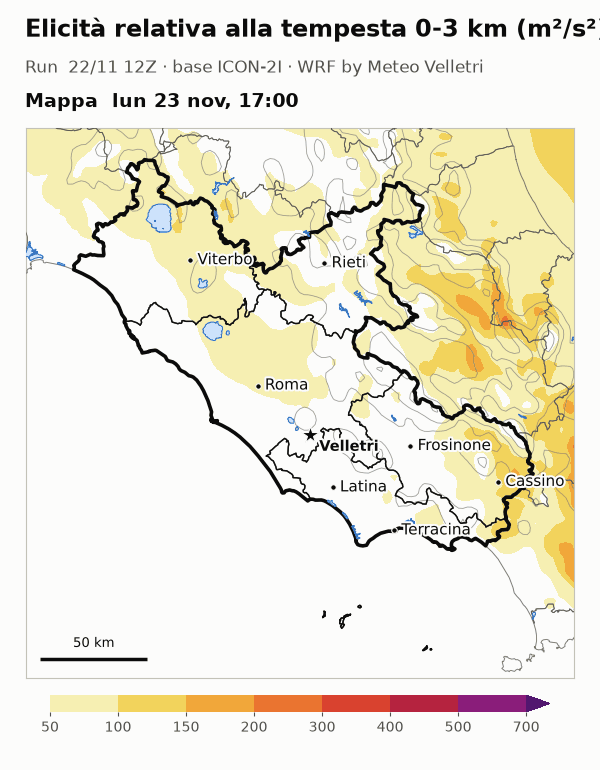 Elicità relativa alla tempesta 0-3 km (m²/s²)
Run  22/11 12Z · base ICON-2I · WRF by Meteo Velletri
Mappa  lun 23 nov, 17:00
Viterbo
Rieti
Roma
Velletri
Frosinone
Cassino
Latina
Terracina
50 km
50 100 150 200 300 400 500 700